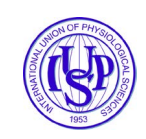 INTERNATIONAL UNION OF PHYSIOLOGICAL SCIENCES
IUPS
1953